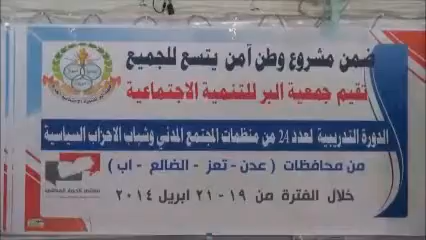 ضمن مشروع وطن آمن يتسع للجميع
تقيم جمعية البر للتنمية الاجتماعية
الدورة التدريبية لعدد 24 من منظمات المجتمع المدني وشباب الاحزاب السياسية
من محافظات ( عدن - تعز - الضالع - اب )
خلال الفترة من ١٩ - ٢١ ابريل ٢٠١٤